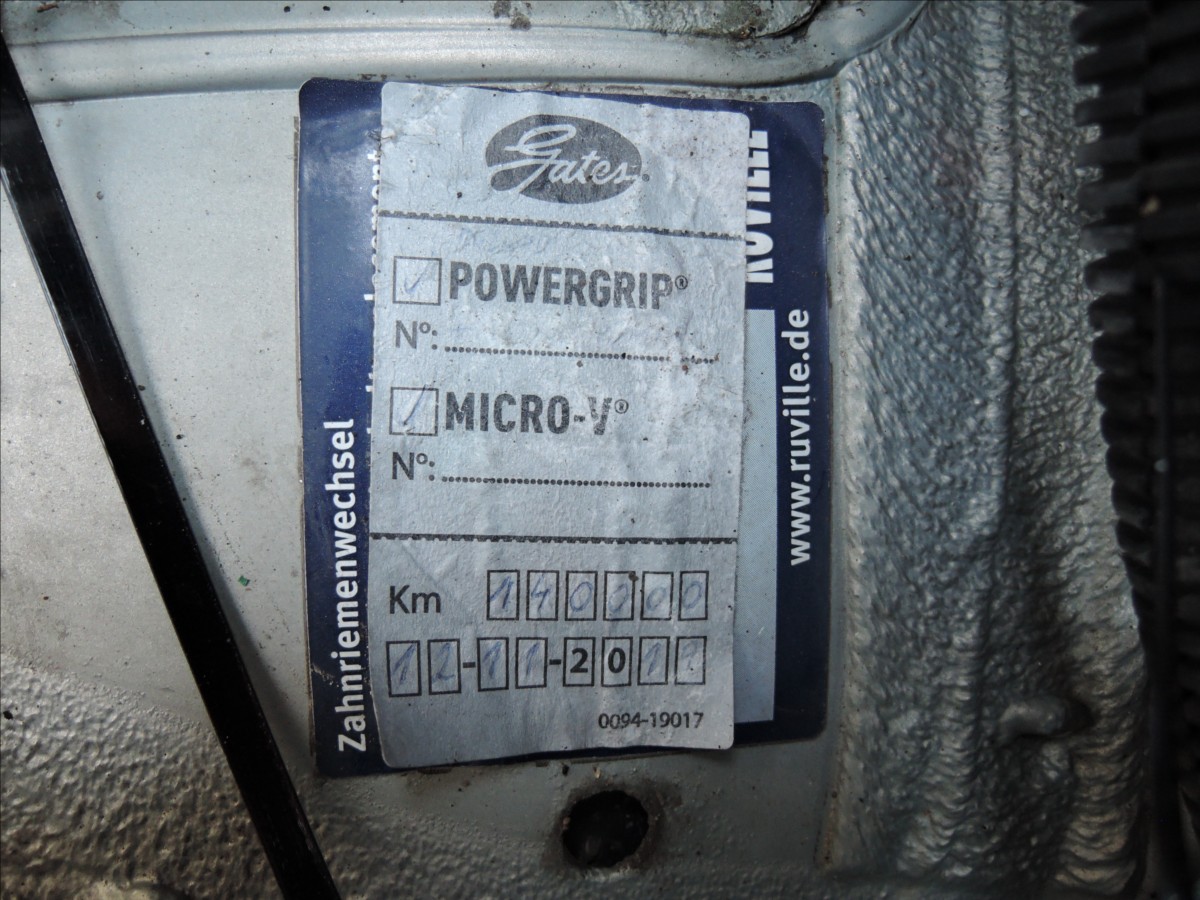 Gates®
POWERGRIP®
Nº:
MICRO-V®
Nº:
Km 140000
12-11-2012
0094-19017
Zahnriemenwechsel
RUVILLE
www.ruville.de